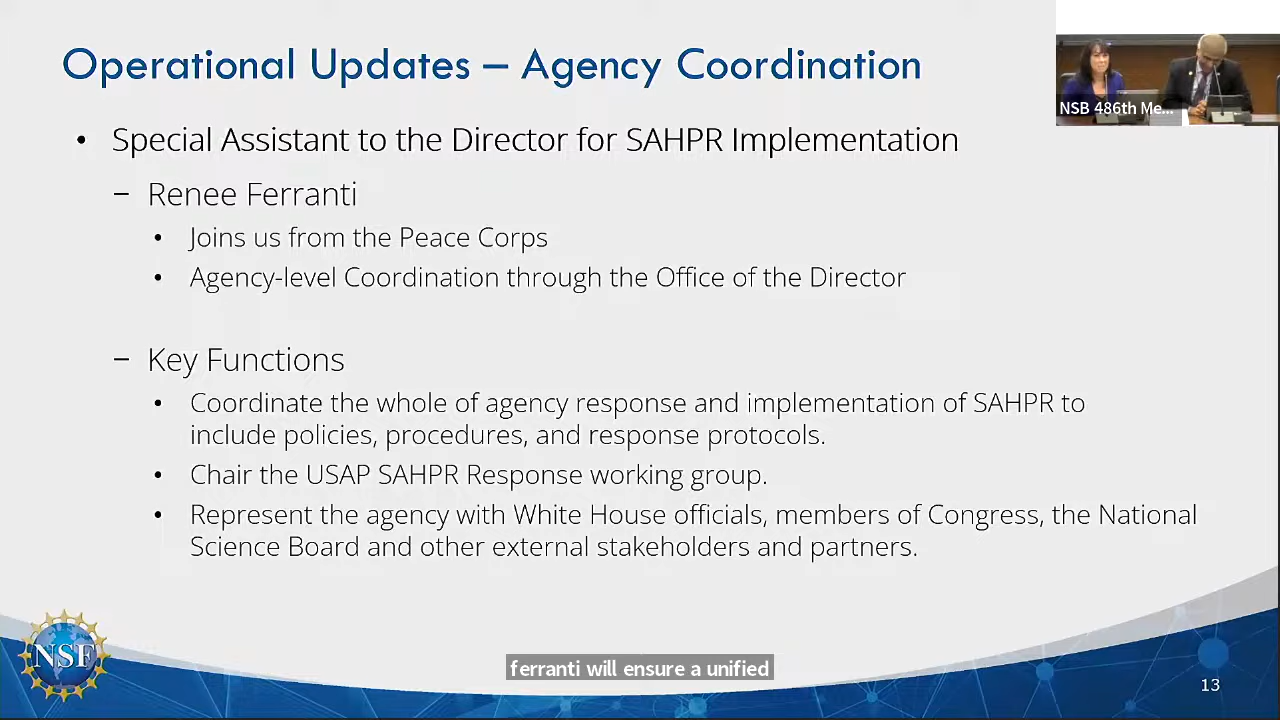 Operational Updates – Agency Coordination
NSB 486th Me...
• Special Assistant to the Director for SAHPR Implementation
– Renee Ferranti
• Joins us from the Peace Corps
• Agency-level Coordination through the Office of the Director
– Key Functions
• Coordinate the whole of agency response and implementation of SAHPR to
include policies, procedures, and response protocols.
• Chair the USAP SAHPR Response working group.
• Represent the agency with White House officials, members of Congress, the National
Science Board and other external stakeholders and partners.
NSF
ferranti will ensure a unified
13